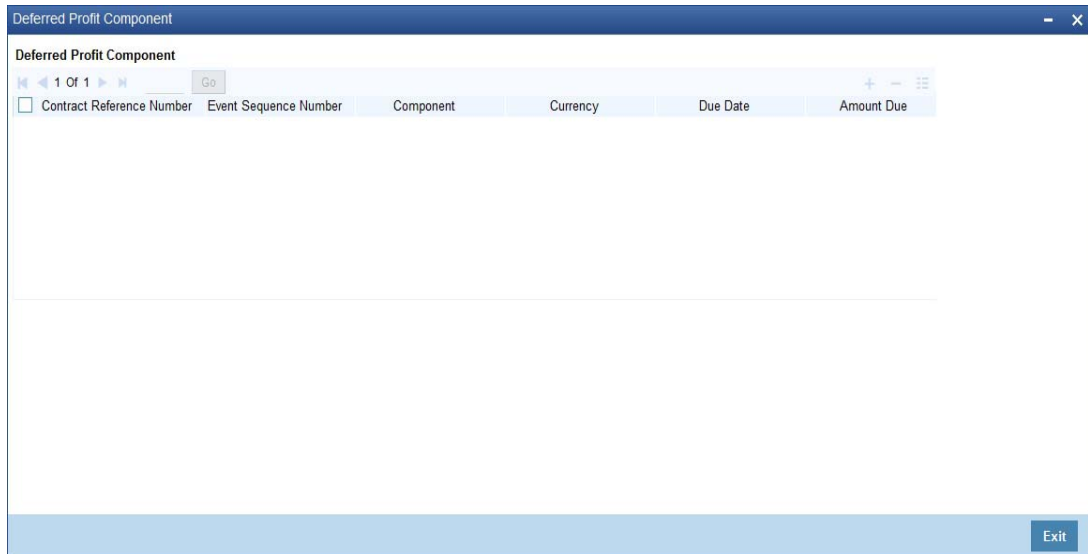 Deferred Profit Component
Deferred Profit Component
1 Of 1 Go
Contract Reference Number Event Sequence Number Component Currency Due Date Amount Due
Exit